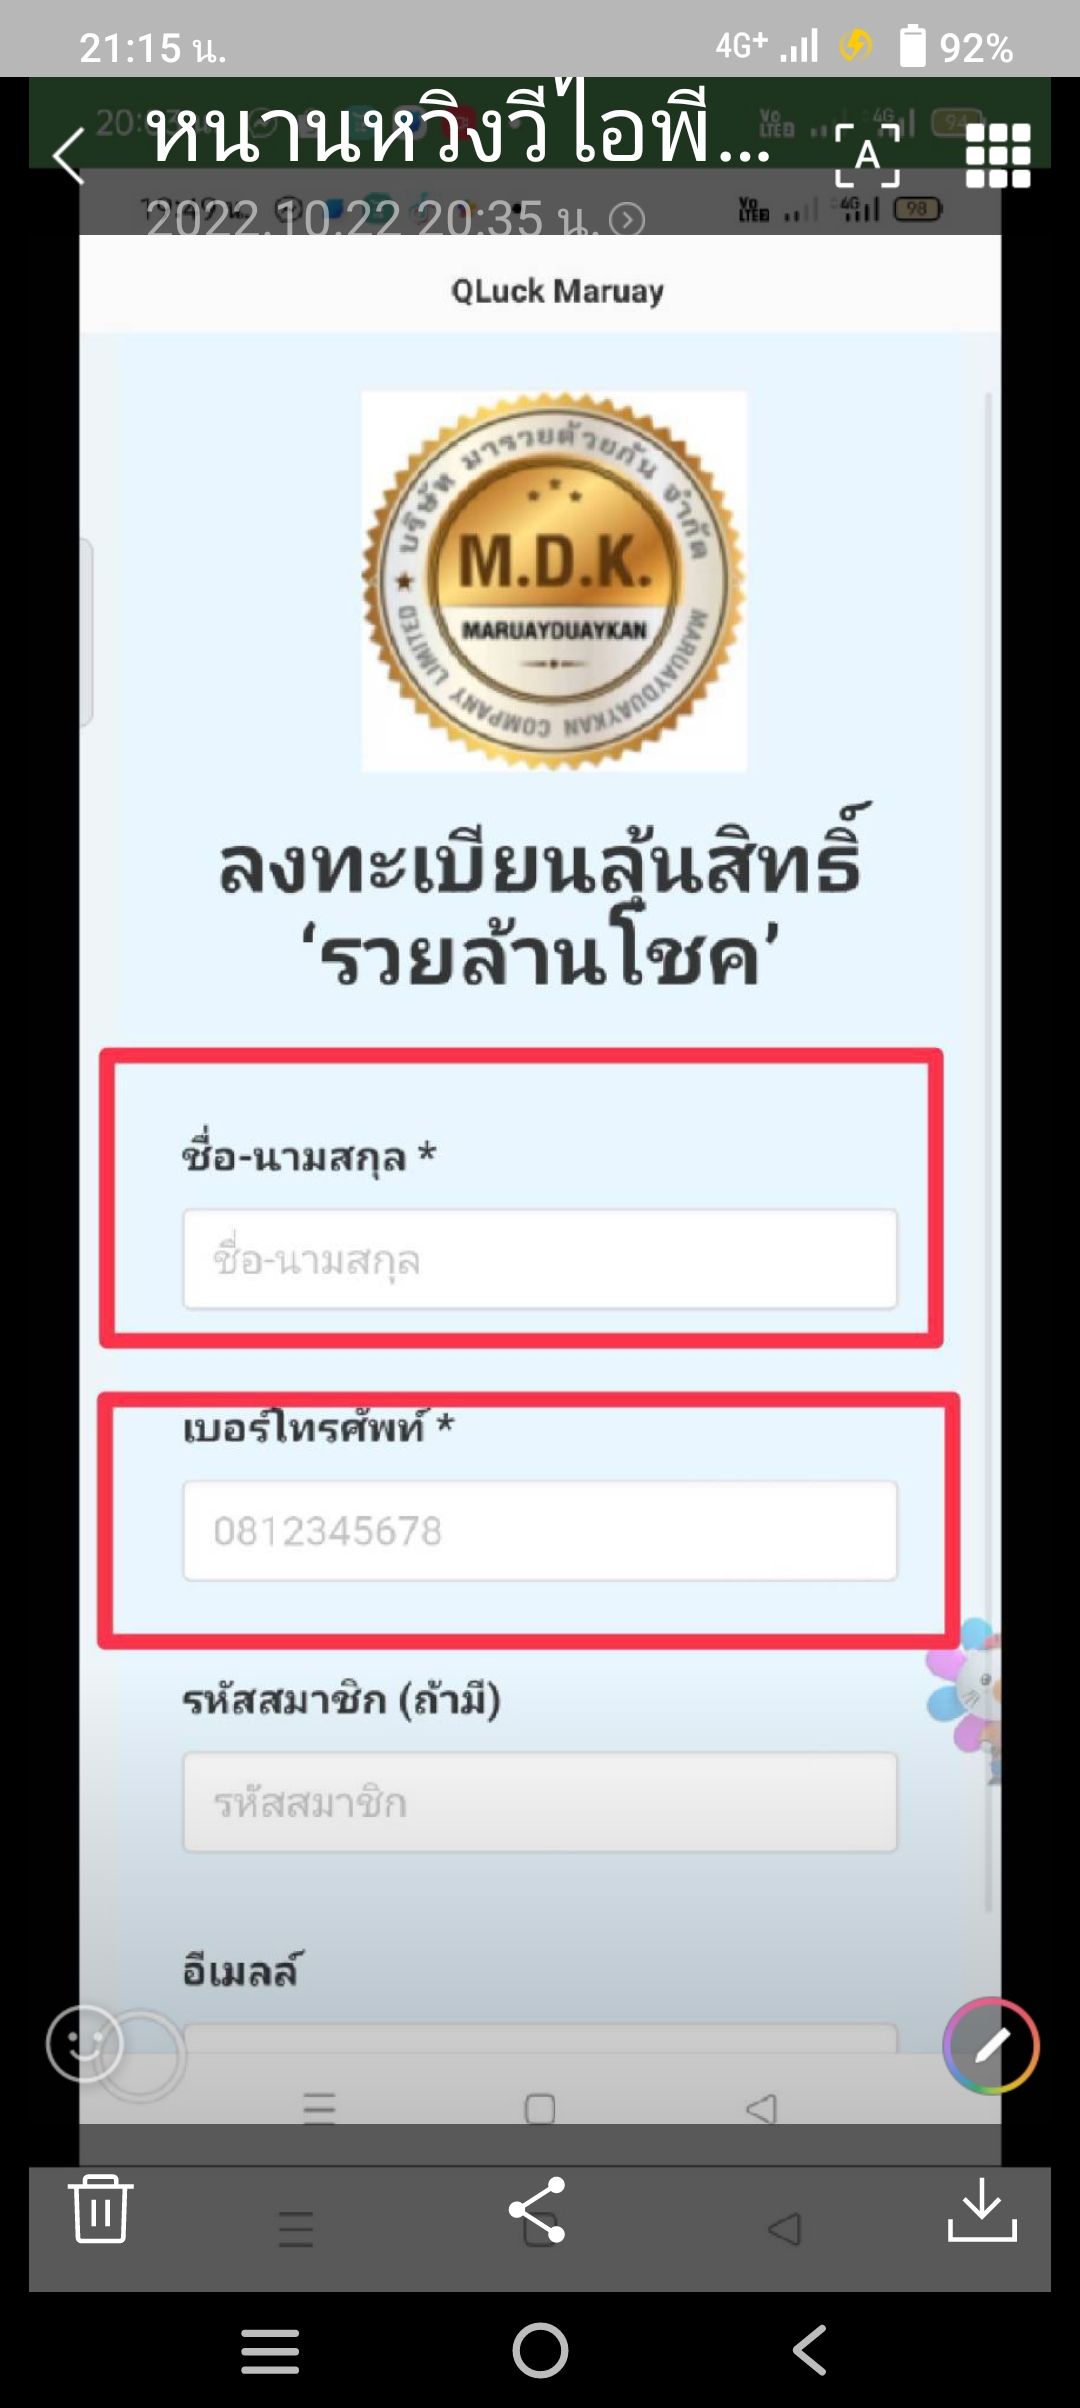 21:15 น.
4G+
92%
หนานหวิงวีไอพี...
A
2022.10.22 20:35 น.
Vo LTE2
4G
98
QLuck Maruay
บริษัท มารวยด้วยกัน จำกัด
M.D.K.
MARUAYDUAYKAN
MARUAYDUAYKAN COMPANY LIMITED
ลงทะเบียนลุ้นสิทธิ์
‘รวยล้านโชค’
ชื่อ-นามสกุล *
ชื่อ-นามสกุล
เบอร์โทรศัพท์ *
0812345678
รหัสสมาชิก (ถ้ามี)
รหัสสมาชิก
อีเมลล์